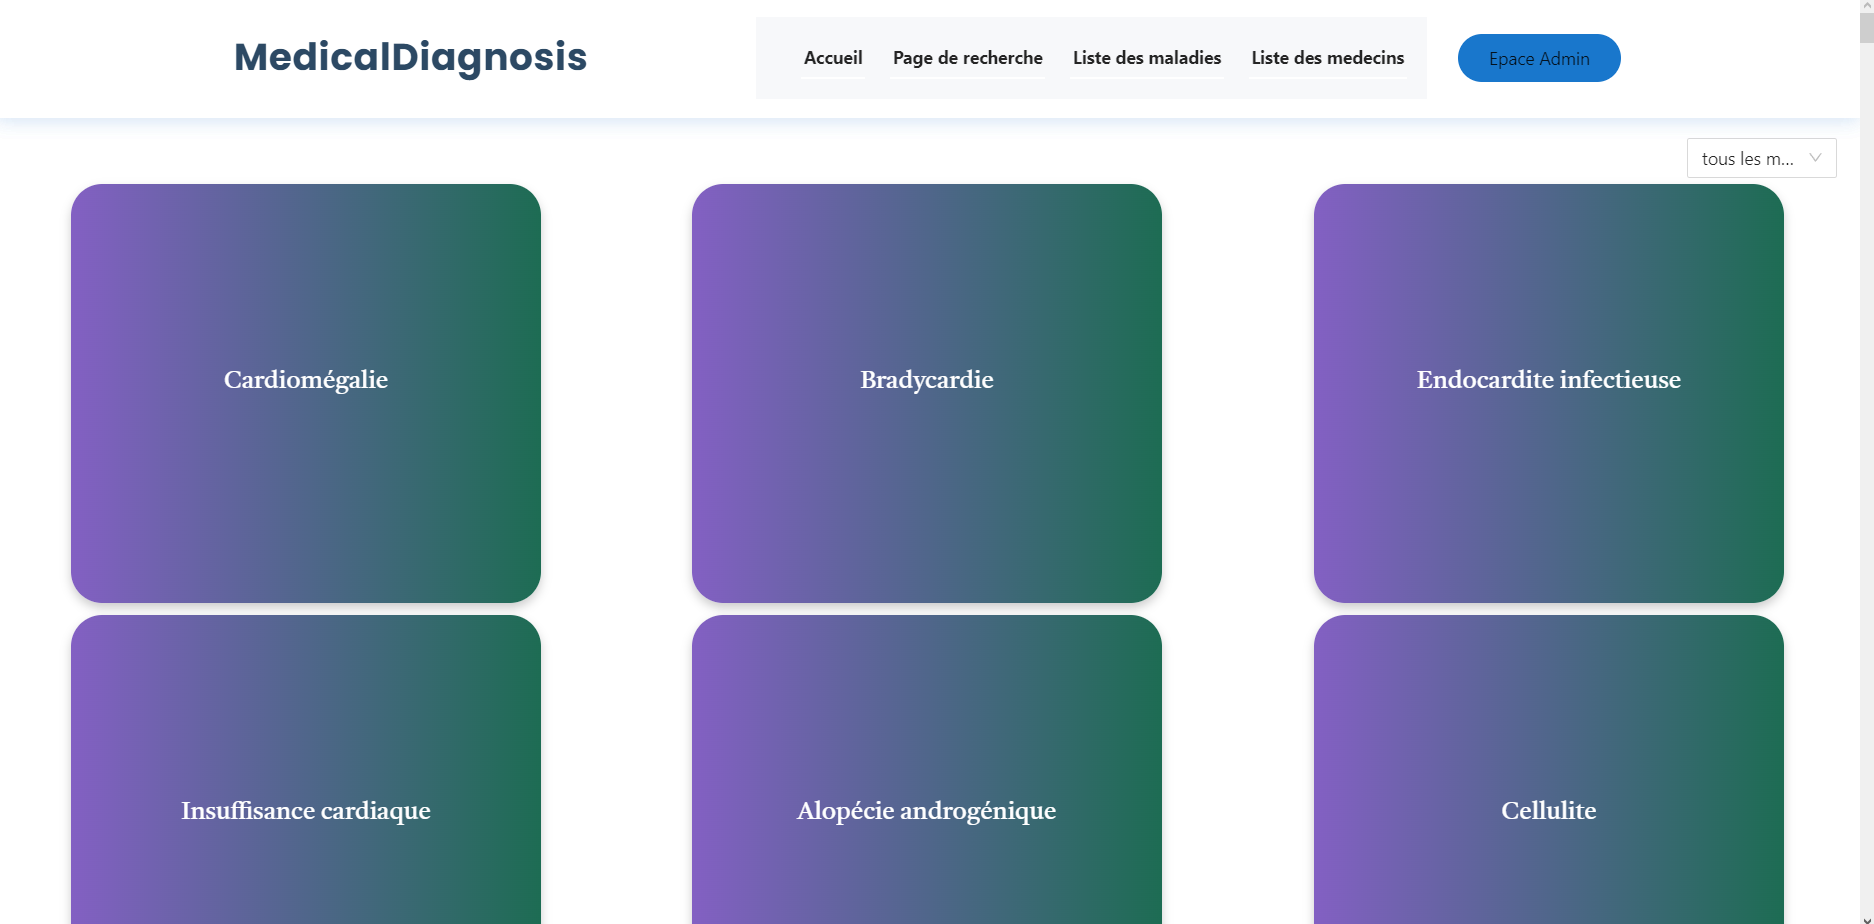 MedicalDiagnosis
Accueil Page de recherche Liste des maladies Liste des medecins Epace Admin
tous les m...
Cardiomégalie Bradycardie Endocardite infectieuse
Insuffisance cardiaque Alopécie androgénique Cellulite